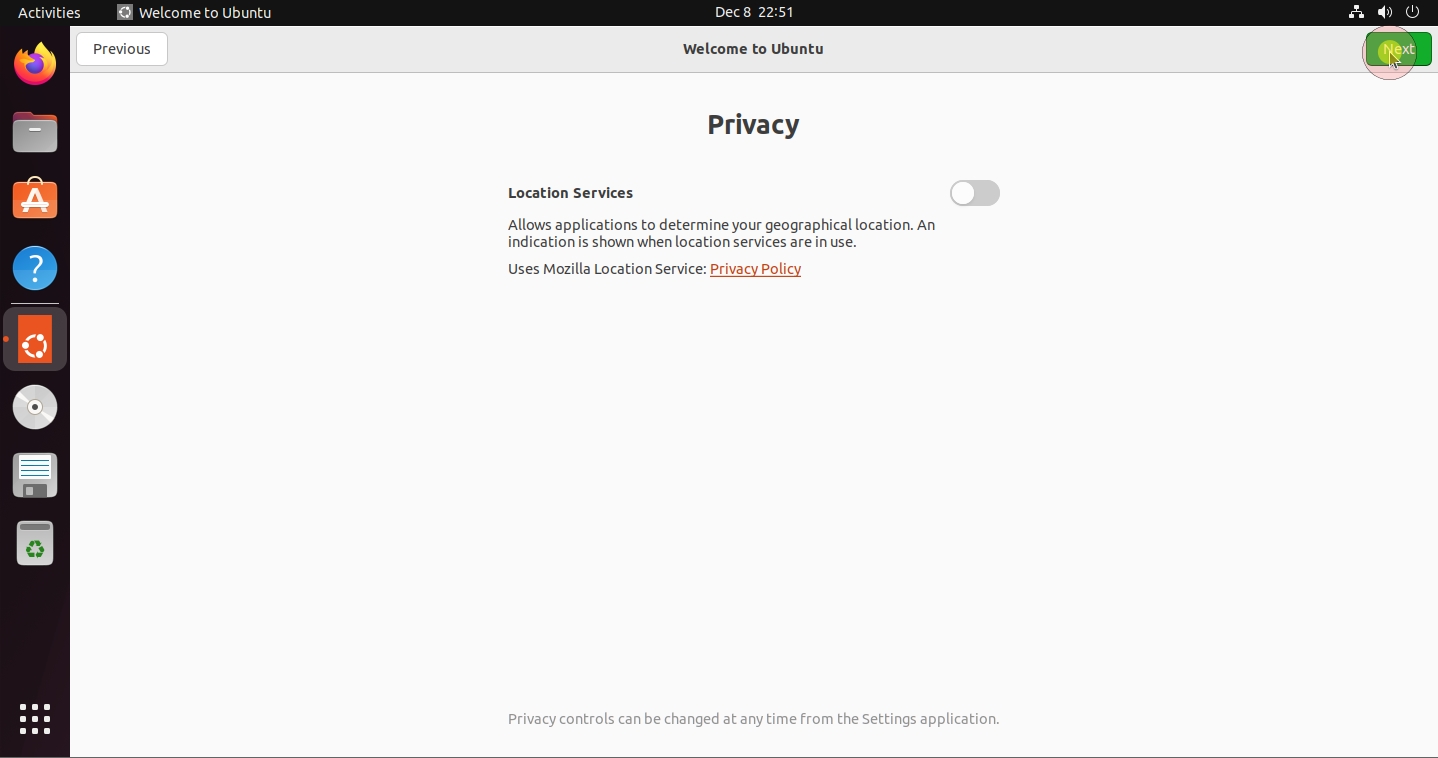 Activities
Welcome to Ubuntu
Dec 8 22:51
Previous
Welcome to Ubuntu
Next
Privacy
Location Services
Allows applications to determine your geographical location. An
indication is shown when location services are in use.
Uses Mozilla Location Service: Privacy Policy
Privacy controls can be changed at any time from the Settings application.